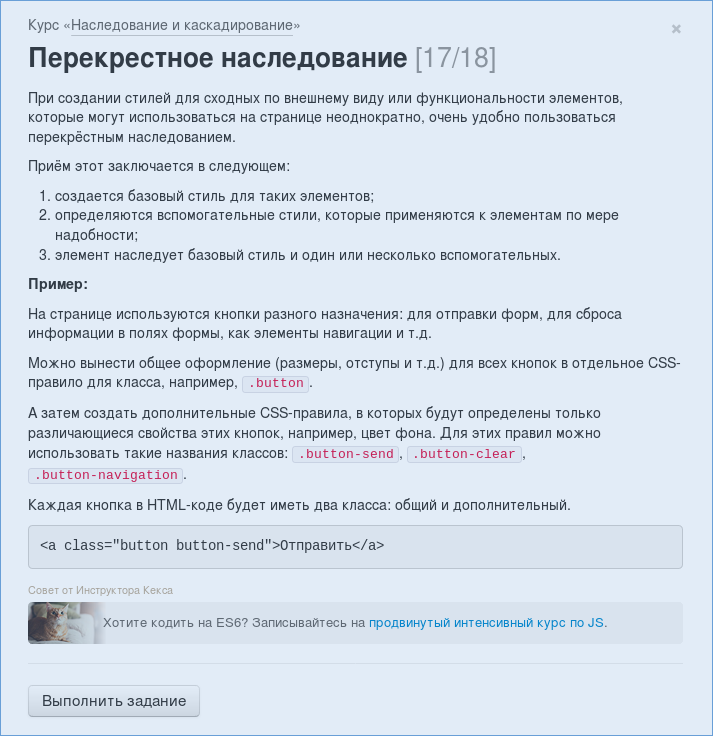 Курс «Наследование и каскадирование»
×
Перекрестное наследование [17/18]
При создании стилей для сходных по внешнему виду или функциональности элементов,
которые могут использоваться на странице неоднократно, очень удобно пользоваться
перекрёстным наследованием.
Приём этот заключается в следующем:
1. создается базовый стиль для таких элементов;
2. определяются вспомогательные стили, которые применяются к элементам по мере
надобности;
3. элемент наследует базовый стиль и один или несколько вспомогательных.
Пример:
На странице используются кнопки разного назначения: для отправки форм, для сброса
информации в полях формы, как элементы навигации и т.д.
Можно вынести общее оформление (размеры, отступы и т.д.) для всех кнопок в отдельное CSS-
правило для класса, например, .button.
А затем создать дополнительные CSS-правила, в которых будут определены только
различающиеся свойства этих кнопок, например, цвет фона. Для этих правил можно
использовать такие названия классов: .button-send, .button-clear,
.button-navigation.
Каждая кнопка в HTML-коде будет иметь два класса: общий и дополнительный.
<a class="button button-send">Отправить</a>
Совет от Инструктора Кекса
Хотите кодить на ES6? Записывайтесь на продвинутый интенсивный курс по JS.
Выполнить задание